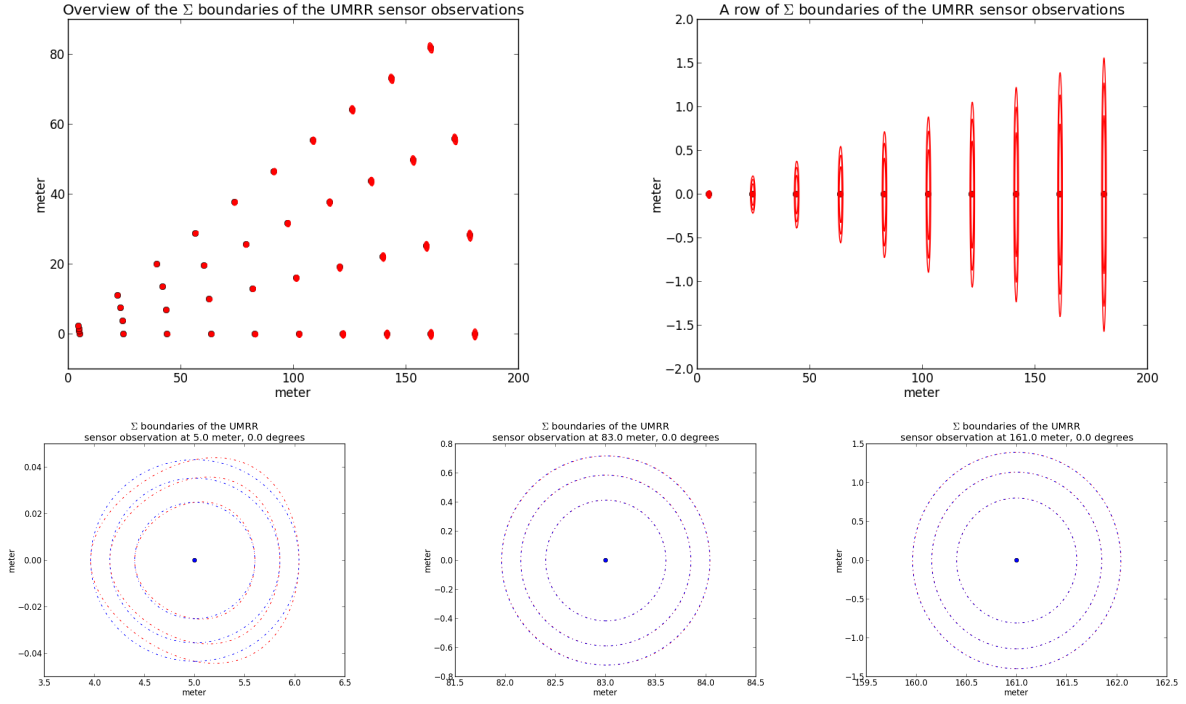 Overview of the Σ boundaries of the UMRR sensor observations
meter
80
60
40
20
0
0 50 100 150 200
meter
A row of Σ boundaries of the UMRR sensor observations
meter
2.0
1.5
1.0
0.5
0.0
−0.5
−1.0
−1.5
−2.0
0 50 100 150 200
meter
Σ boundaries of the UMRR
sensor observation at 5.0 meter, 0.0 degrees
meter
0.04
0.02
0.00
−0.02
−0.04
3.5 4.0 4.5 5.0 5.5 6.0 6.5
meter
Σ boundaries of the UMRR
sensor observation at 83.0 meter, 0.0 degrees
meter
0.8
0.6
0.4
0.2
0.0
−0.2
−0.4
−0.6
−0.8
81.5 82.0 82.5 83.0 83.5 84.0 84.5
meter
Σ boundaries of the UMRR
sensor observation at 161.0 meter, 0.0 degrees
meter
1.5
1.0
0.5
0.0
−0.5
−1.0
−1.5
159.5 160.0 160.5 161.0 161.5 162.0 162.5
meter